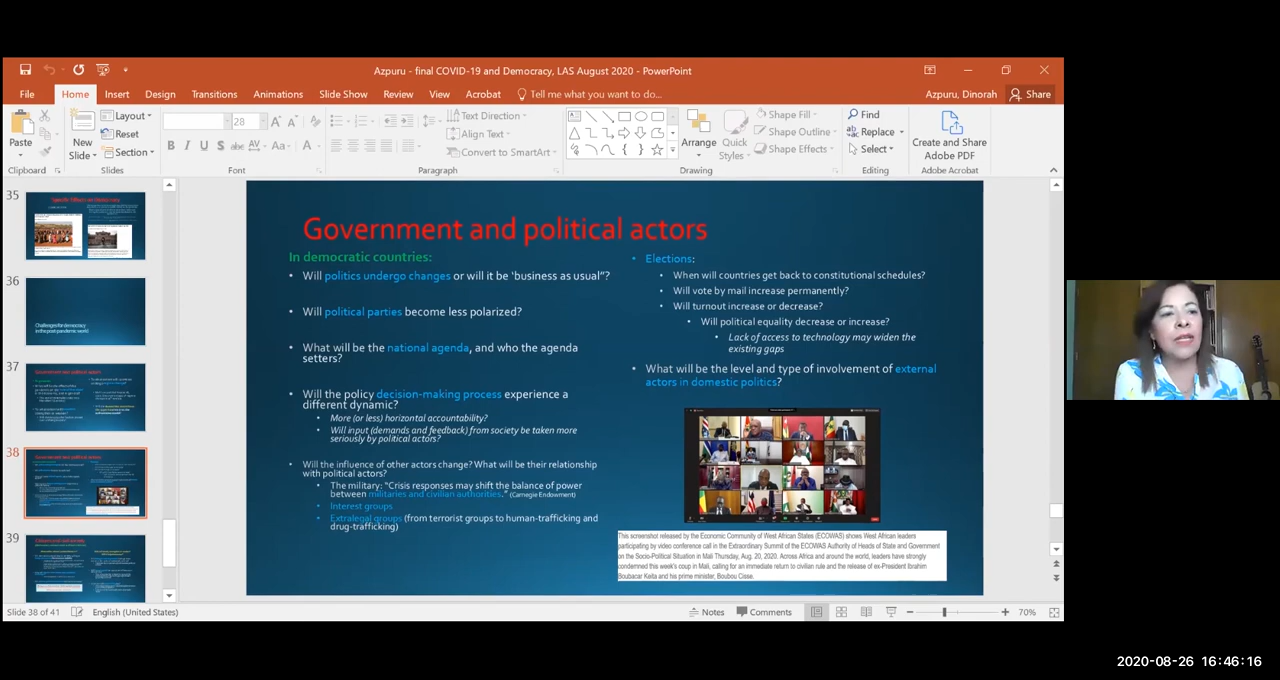 Azpuru - final COVID-19 and Democracy, LAS August 2020 - PowerPoint
File Home Insert Design Transitions Animations Slide Show Review View Acrobat Tell me what you want to do... Azpuru, Dinorah Share
Paste
New Slide
Layout
Reset
Section
28
B I U S abc AV Aa A
Text Direction
Align Text
Convert to SmartArt
Arrange
Quick Styles
Shape Fill
Shape Outline
Shape Effects
Find
Replace
Select
Create and Share
Adobe PDF
Clipboard Slides Font Paragraph Drawing Editing Adobe Acrobat
35
36
Challenges for democracy
37
38
39
Government and political actors
In democratic countries:
• Will politics undergo changes or will it be ‘business as usual”?
• Will political parties become less polarized?
• What will be the national agenda, and who the agenda
setters?
• Will the policy decision-making process experience a
different dynamic?
• More (or less) horizontal accountability?
• Will input (demands and feedback) from society be taken more
seriously by political actors?
• Will the influence of other actors change? What will be their relationship
with political actors?
• The military: “Crisis responses may shift the balance of power
between militaries and civilian authorities.” (Carnegie Endowment)
• Interest groups
• Extralegal groups (from terrorist groups to human-trafficking and
drug-trafficking)
• Elections:
• When will countries get back to constitutional schedules?
• Will vote by mail increase permanently?
• Will turnout increase or decrease?
• Will political equality decrease or increase?
• Lack of access to technology may widen the
existing gaps
• What will be the level and type of involvement of external
actors in domestic politics?
This screenshot released by the Economic Community of West African States (ECOWAS) shows West African leaders
participating by video conference call in the Extraordinary Summit of the ECOWAS Authority of Heads of State and Government
on the Socio-Political Situation in Mali Thursday, Aug. 20, 2020. Across Africa and around the world, leaders have strongly
condemned this week's coup in Mali, calling for an immediate return to civilian rule and the release of ex-President Ibrahim
Boubacar Keita and his prime minister, Boubou Cisse.
Slide 38 of 41 English (United States) Notes Comments 70%
2020-08-26 16:46:16